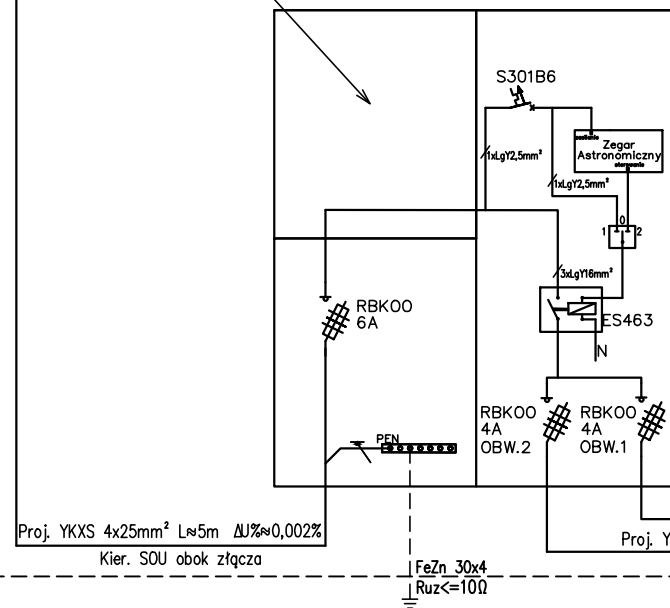 S301B6
zasilanie
Zegar
Astronomiczny
sterowanie
1xLgY2,5mm²
1xLgY2,5mm²
0
1 2
3xLgY16mm²
RBK00
6A
ES463
N
RBK00
4A
OBW.2
RBK00
4A
OBW.1
PEN
Proj. YKXS 4x25mm² L≈5m ΔU%≈0,002%
Proj. Y
Kier. SOU obok złącza
FeZn 30x4
Ruz<=10Ω